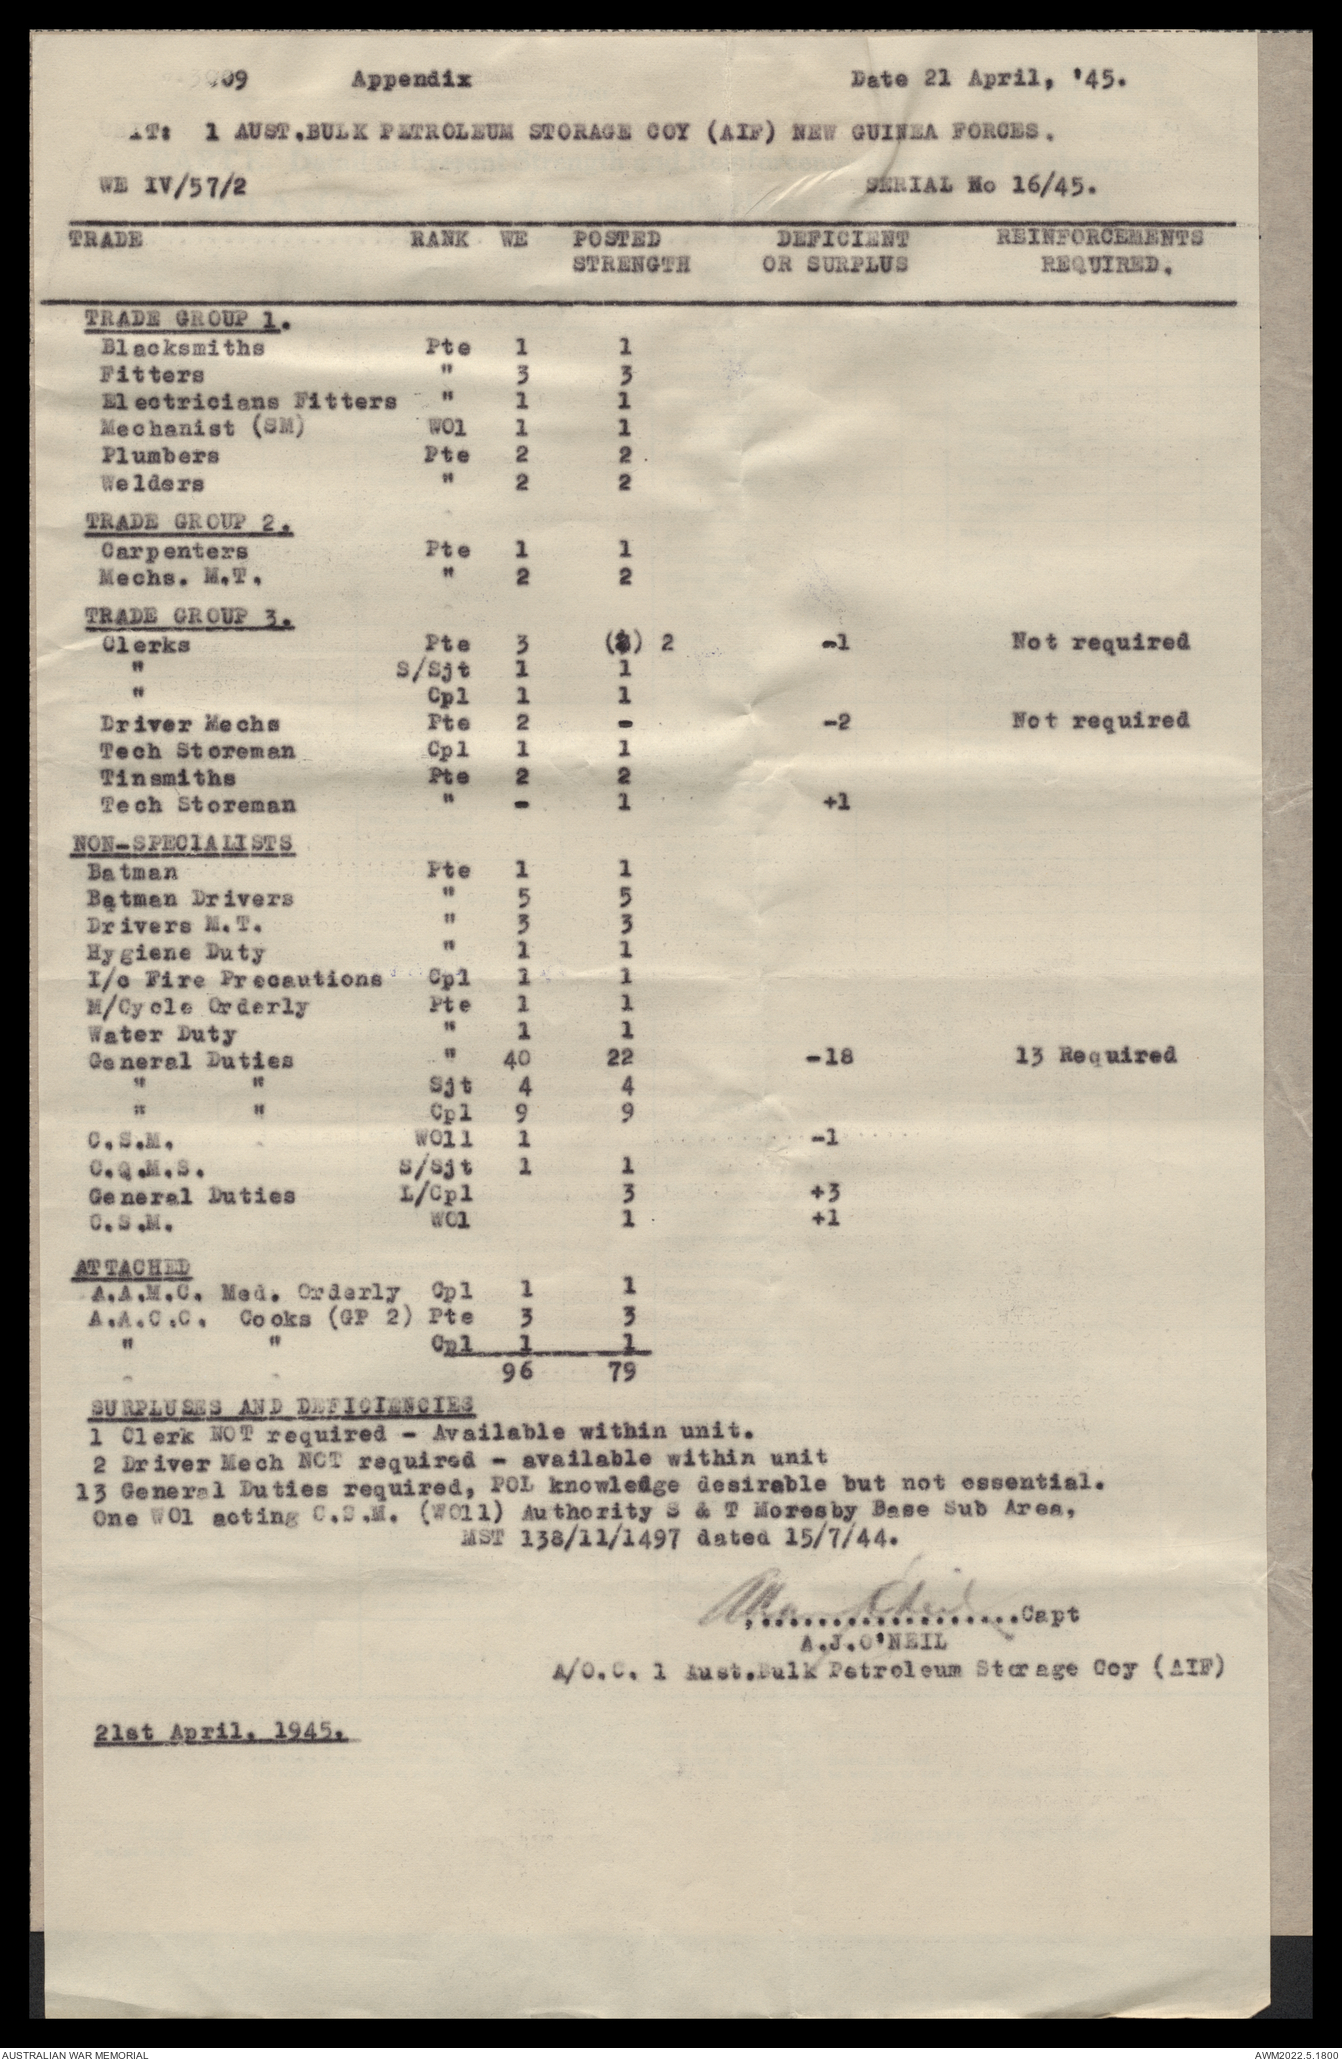 3009 Appendix Date 21 April, '45.
1 AUST.BULK PETROLEUM STORAGE COY (AIF) NEW GUINEA FORCES.
WE IV/57/2 SERIAL No 16/45.
TRADE RANK WE POSTED DEFICIENT REINFORCEMENTS
STRENGTH OR SURPLUS REQUIRED.
TRADE GROUP 1.
Blacksmiths Pte 1 1
Fitters " 3 3
Electricians Fitters " 1 1
Mechanist (SM) WO1 1 1
Plumbers Pte 2 2
Welders " 2 2
TRADE GROUP 2.
Carpenters Pte 1 1
Mechs. M.T. " 2 2
TRADE GROUP 3.
Clerks Pte 3 2 -1 Not required
" S/Sjt 1 1
" Cpl 1 1
Driver Mechs Pte 2 - -2 Not required
Tech Storeman Cpl 1 1
Tinsmiths Pte 2 2
Tech Storeman " - 1 +1
NON-SPECIALISTS
Batman Pte 1 1
Batman Drivers " 5 5
Drivers M.T. " 3 3
Hygiene Duty " 1 1
I/c Fire Precautions Cpl 1 1
M/Cycle Orderly Pte 1 1
Water Duty " 1 1
General Duties " 40 22 -18 13 Required
" " Sjt 4 4
" " Cpl 9 9
C.S.M. WO11 1 -1
C.Q.M.S. S/Sjt 1 1
General Duties L/Cpl 3 +3
C.S.M. WO1 1 +1
ATTACHED
A.A.M.C. Med. Orderly Cpl 1 1
A.A.C.C. Cooks (GP 2) Pte 3 3
" " Cpl 1 1
96 79
SURPLUSES AND DEFICIENCIES
1 Clerk NOT required - Available within unit.
2 Driver Mech NOT required - available within unit
13 General Duties required, POL knowledge desirable but not essential.
One WO1 acting C.S.M. (WO11) Authority S & T Moresby Base Sub Area,
MST 138/11/1497 dated 15/7/44.
....................Capt
A.J.O'NEIL
A/O.C. 1 Aust.Bulk Petroleum Storage Coy (AIF)
21st April. 1945.
AUSTRALIAN WAR MEMORIAL AWM2022.5.1800